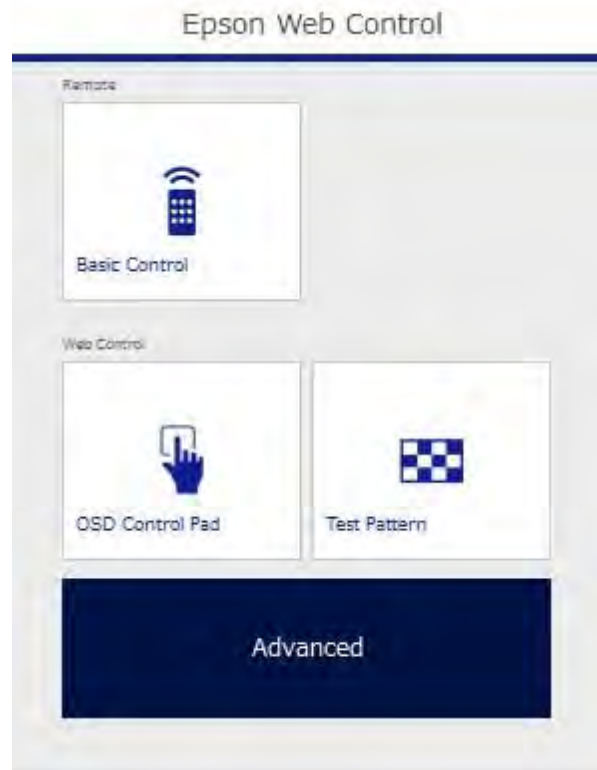 Epson Web Control
Remote
Basic Control
Web Control
OSD Control Pad
Test Pattern
Advanced